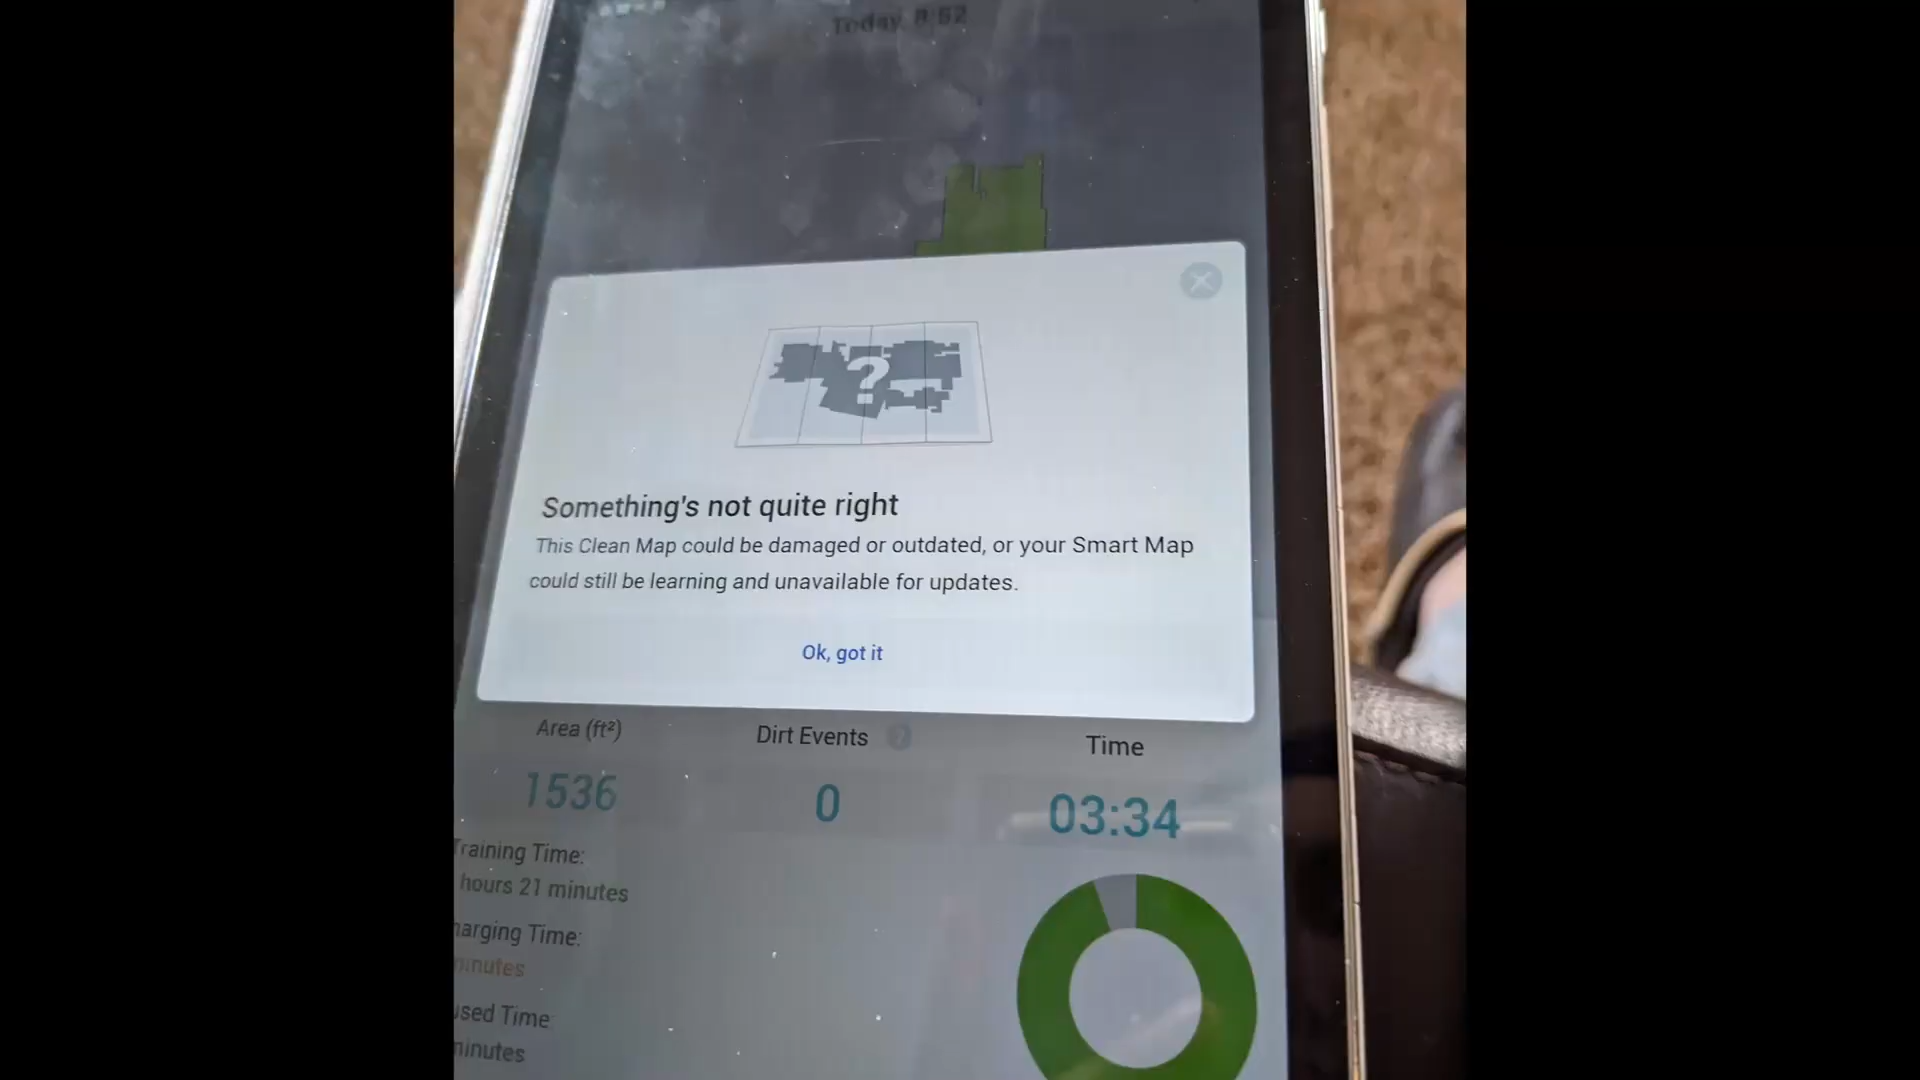 Today, 8:52
?
Something's not quite right
This Clean Map could be damaged or outdated, or your Smart Map
could still be learning and unavailable for updates.
Ok, got it
Area (ft²) Dirt Events ? Time
1536 0 03:34
Training Time:
hours 21 minutes
harging Time:
minutes
used Time:
minutes